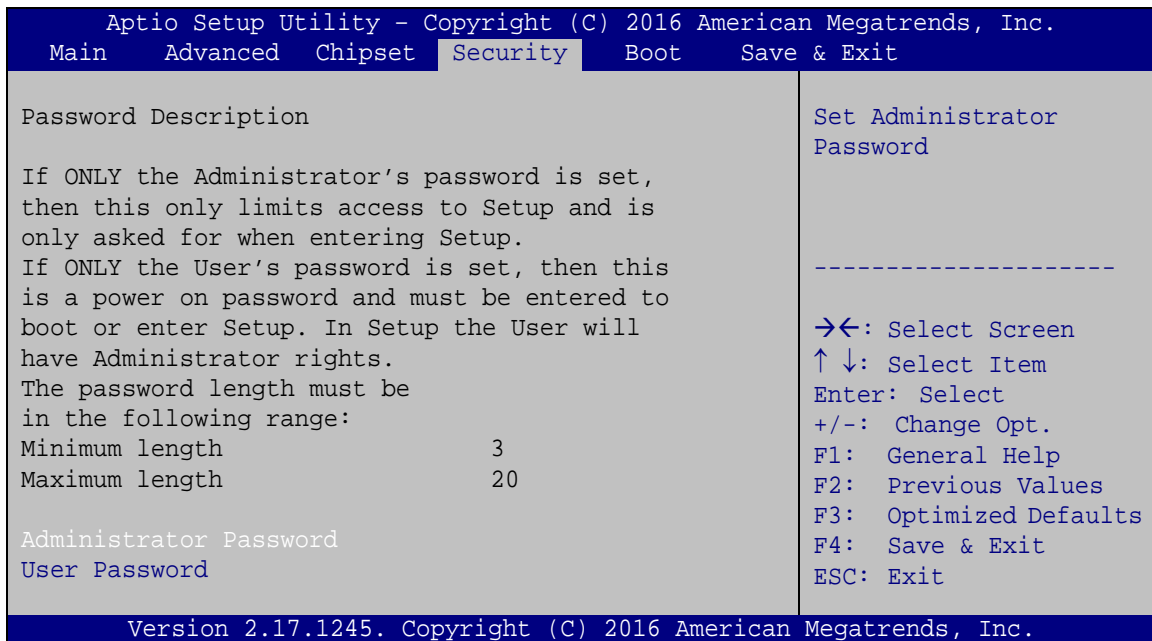 Aptio Setup Utility – Copyright (C) 2016 American Megatrends, Inc.
Main Advanced Chipset Security Boot Save & Exit
Password Description
If ONLY the Administrator's password is set,
then this only limits access to Setup and is
only asked for when entering Setup.
If ONLY the User's password is set, then this
is a power on password and must be entered to
boot or enter Setup. In Setup the User will
have Administrator rights.
The password length must be
in the following range:
Minimum length 3
Maximum length 20
Administrator Password
User Password
Set Administrator
Password
---------------------
→←: Select Screen
↑ ↓: Select Item
Enter: Select
+/-: Change Opt.
F1: General Help
F2: Previous Values
F3: Optimized Defaults
F4: Save & Exit
ESC: Exit
Version 2.17.1245. Copyright (C) 2016 American Megatrends, Inc.